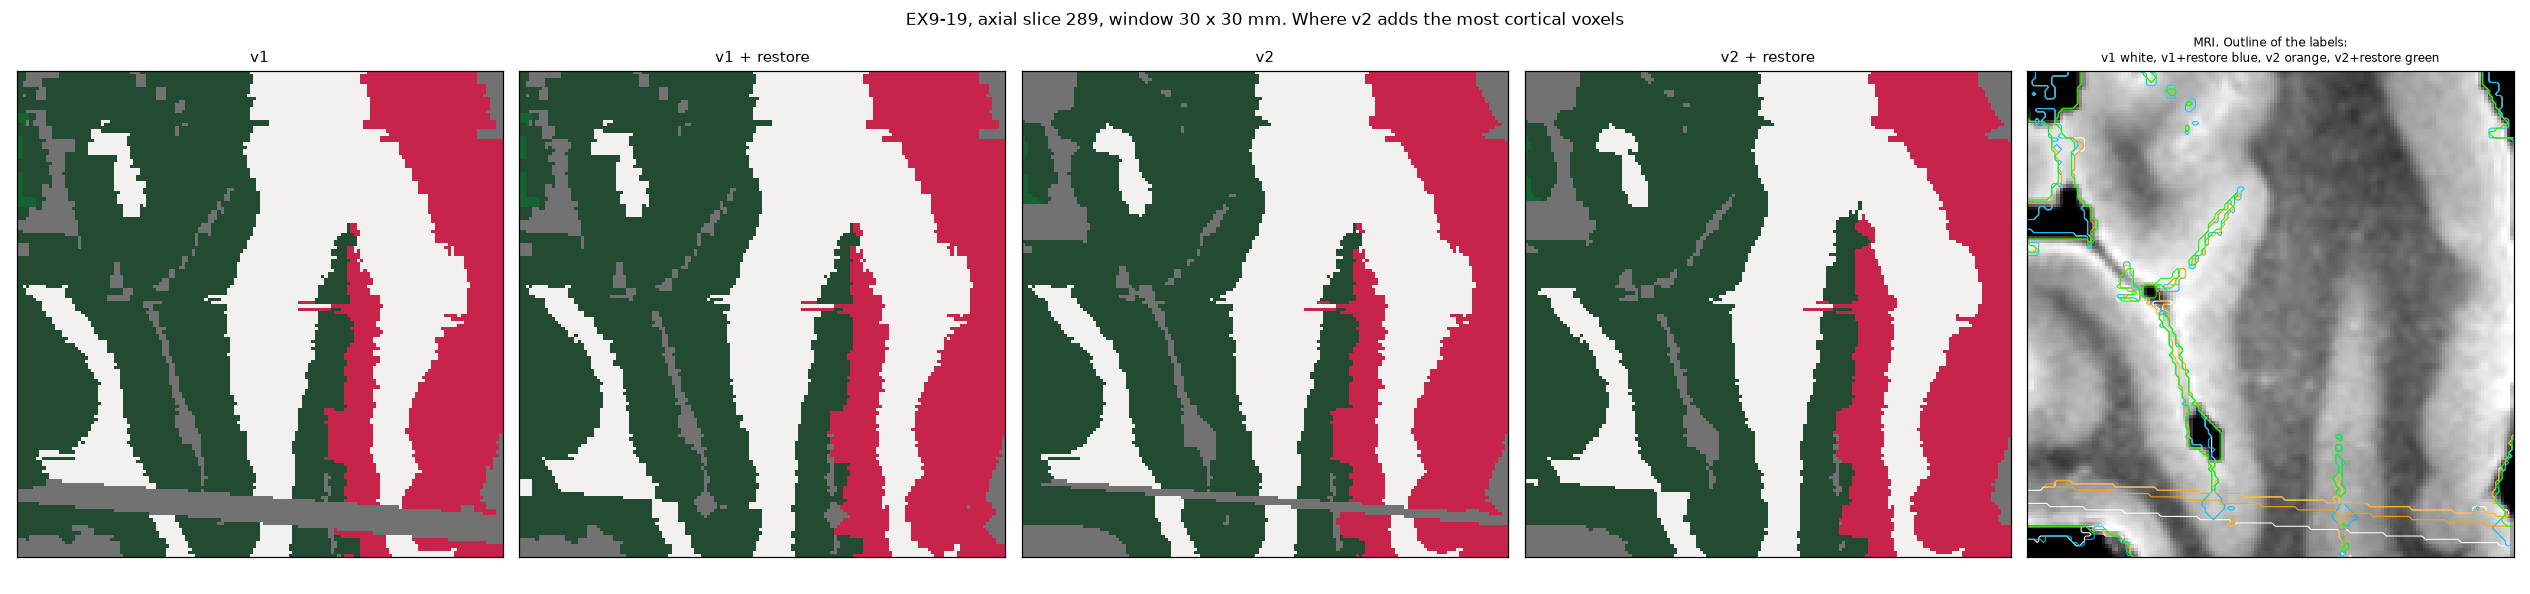 EX9-19, axial slice 289, window 30 x 30 mm. Where v2 adds the most cortical voxels
v1
v1 + restore
v2
v2 + restore
MRI. Outline of the labels:
v1 white, v1+restore blue, v2 orange, v2+restore green